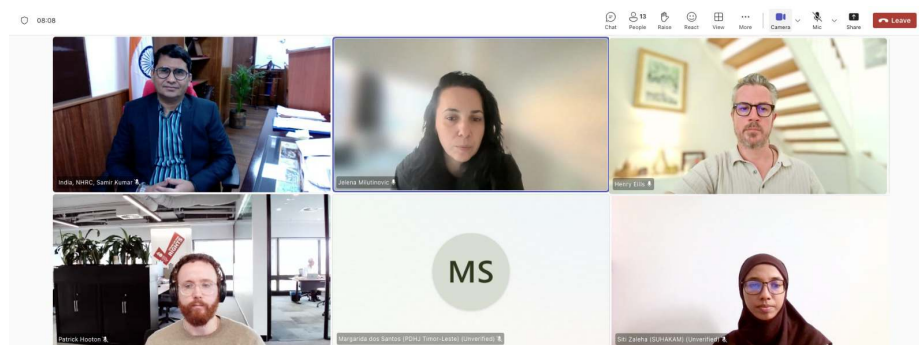 08:08
13
Chat
People
Raise
React
View
More
Camera
Mic
Share
Leave
India, NHRC, Samir Kumar
Jelena Milutinovic
Henry Ellis
Patrick Hooton
MS
Margarida dos Santos (PDHJ Timor-Leste) (Unverified)
Siti Zaleha (SUHAKAM) (Unverified)